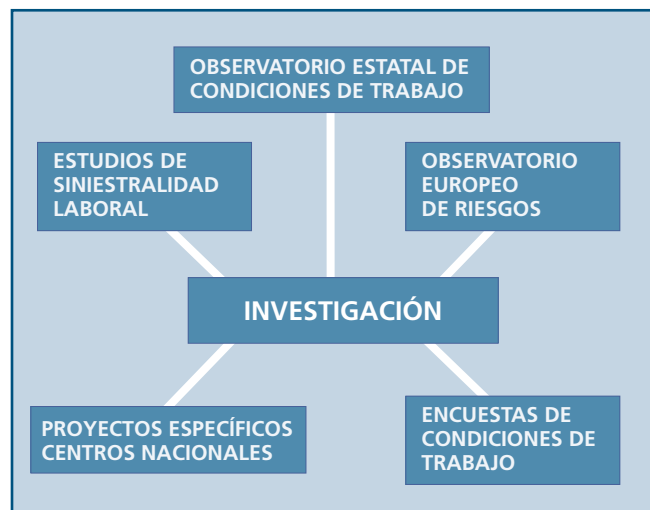 OBSERVATORIO ESTATAL DE
CONDICIONES DE TRABAJO
ESTUDIOS DE
SINIESTRALIDAD
LABORAL
OBSERVATORIO
EUROPEO
DE RIESGOS
INVESTIGACIÓN
PROYECTOS ESPECÍFICOS
CENTROS NACIONALES
ENCUESTAS DE
CONDICIONES DE
TRABAJO